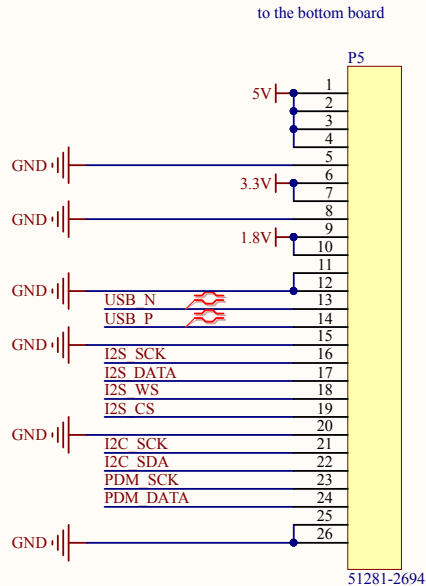 to the bottom board
P5
5V 1
2
3
4
GND 5
3.3V 6
7
GND 8
1.8V 9
10
11
GND 12
USB_N 13
USB_P 14
GND 15
I2S_SCK 16
I2S_DATA 17
I2S_WS 18
I2S_CS 19
GND 20
I2C_SCK 21
I2C_SDA 22
PDM_SCK 23
PDM_DATA 24
25
GND 26
51281-2694